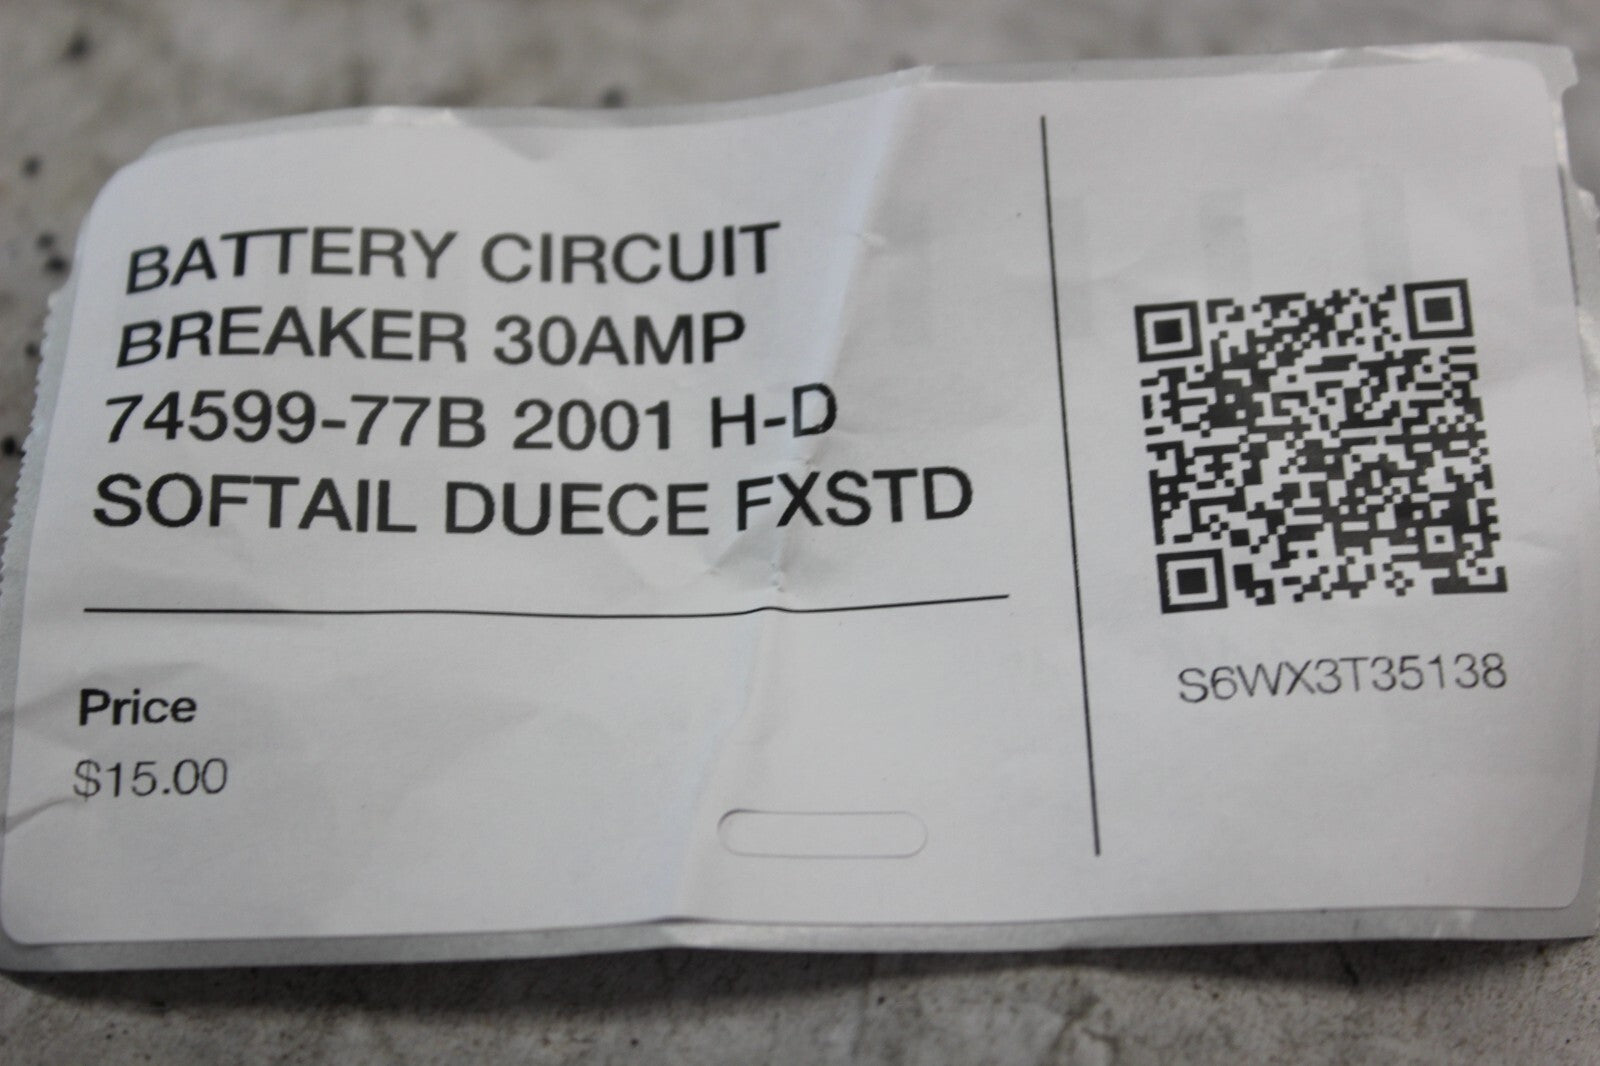 BATTERY CIRCUIT
BREAKER 30AMP
74599-77B 2001 H-D
SOFTAIL DUECE FXSTD
Price
$15.00
S6WX3T35138